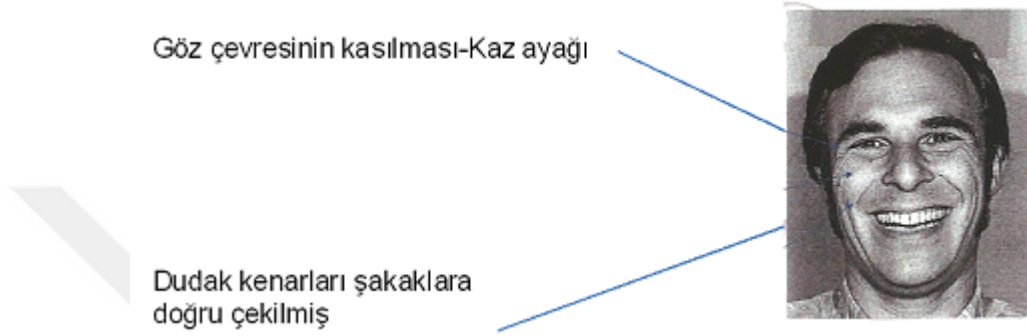 Göz çevresinin kasılması-Kaz ayağı
Dudak kenarları şakaklara
doğru çekilmiş